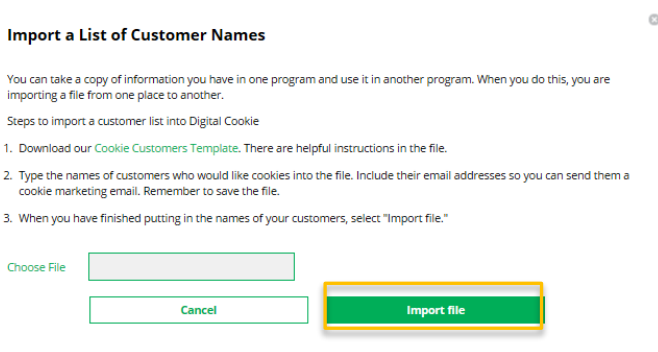 Import a List of Customer Names
You can take a copy of information you have in one program and use it in another program. When you do this, you are
importing a file from one place to another.
Steps to import a customer list into Digital Cookie
1. Download our Cookie Customers Template. There are helpful instructions in the file.
2. Type the names of customers who would like cookies into the file. Include their email addresses so you can send them a
cookie marketing email. Remember to save the file.
3. When you have finished putting in the names of your customers, select "Import file."
Choose File
Cancel
Import file